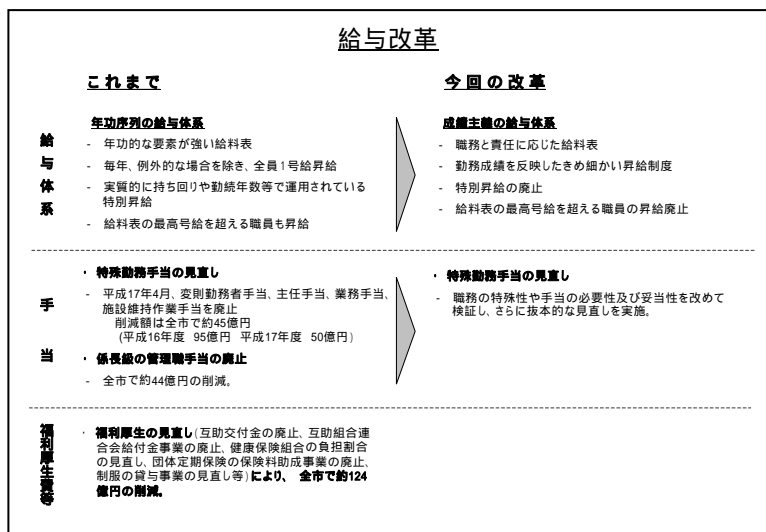 給与改革
これまで
今回の改革
給与体系
年功序列の給与体系
- 年功的な要素が強い給料表
- 毎年、例外的な場合を除き、全員1号給昇給
- 実質的に持ち回りや勤続年数等で運用されている
特別昇給
- 給料表の最高号給を超える職員も昇給
成績主義の給与体系
- 職務と責任に応じた給料表
- 勤務成績を反映したきめ細かい昇給制度
- 特別昇給の廃止
- 給料表の最高号給を超える職員の昇給廃止
手当
・ 特殊勤務手当の見直し
- 平成17年4月、変則勤務者手当、主任手当、業務手当、
施設維持作業手当を廃止
削減額は全市で約45億円
(平成16年度 95億円 平成17年度 50億円)
・ 係長級の管理職手当の廃止
- 全市で約44億円の削減。
・ 特殊勤務手当の見直し
- 職務の特殊性や手当の必要性及び妥当性を改めて
検証し、さらに抜本的な見直しを実施。
福利厚生費等
・ 福利厚生の見直し(互助交付金の廃止、互助組合連
合会給付金事業の廃止、健康保険組合の負担割合
の見直し、団体定期保険の保険料助成事業の廃止、
制服の貸与事業の見直し等)により、 全市で約124
億円の削減。